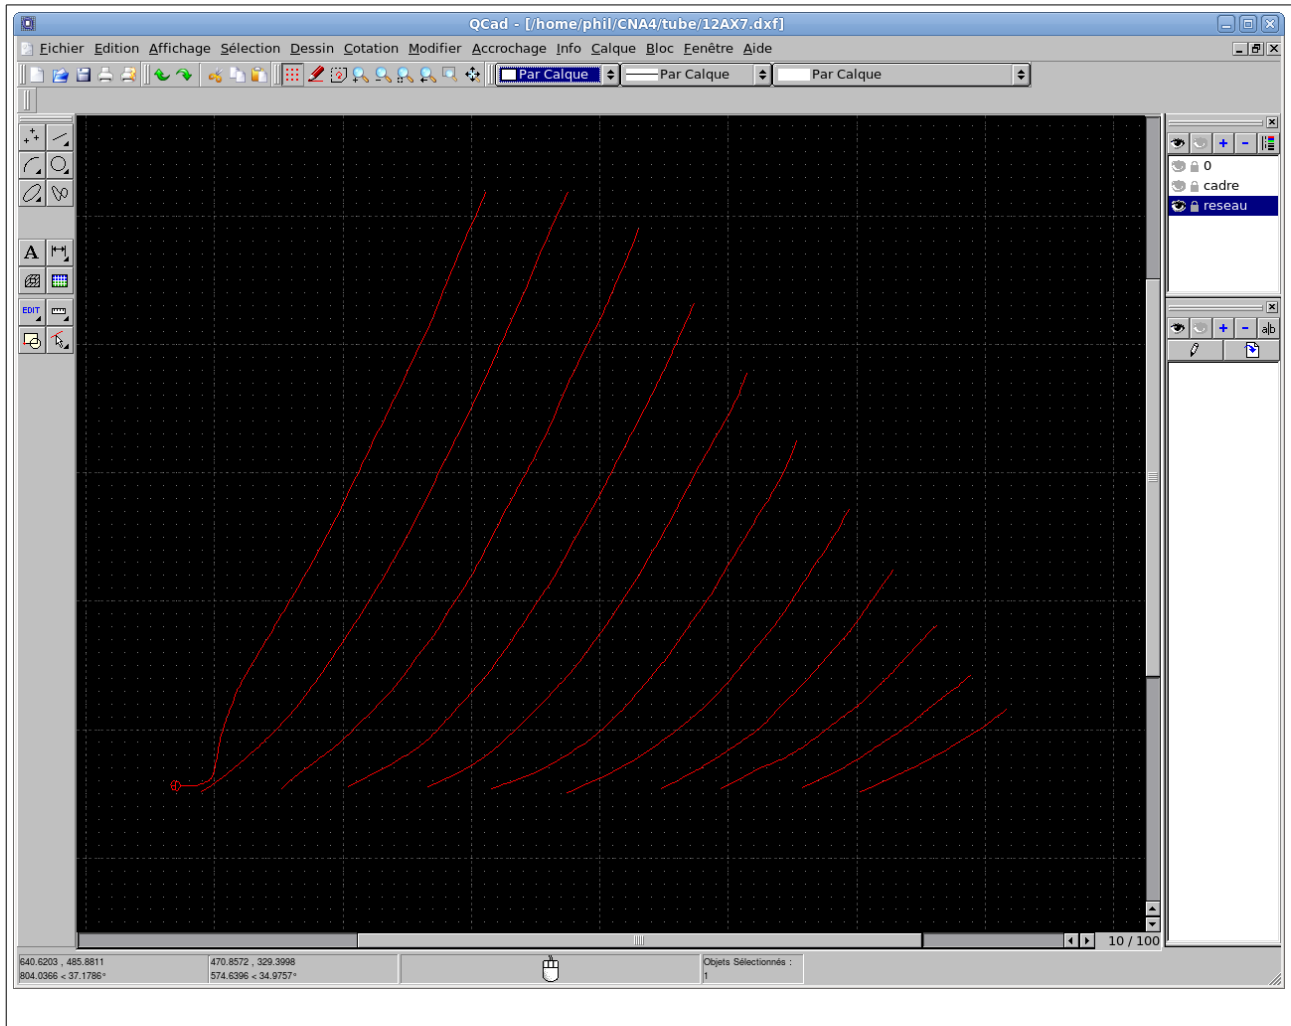 QCad - [/home/phil/CNA4/tube/12AX7.dxf]
Fichier Edition Affichage Sélection Dessin Cotation Modifier Accrochage Info Calque Bloc Fenêtre Aide
Par Calque Par Calque Par Calque
0
cadre
reseau
A
EDIT
a|b
10 / 100
640.6203 , 485.8811
804.0366 < 37.1786°
470.8572 , 329.3998
574.6396 < 34.9757°
Objets Sélectionnés :
1